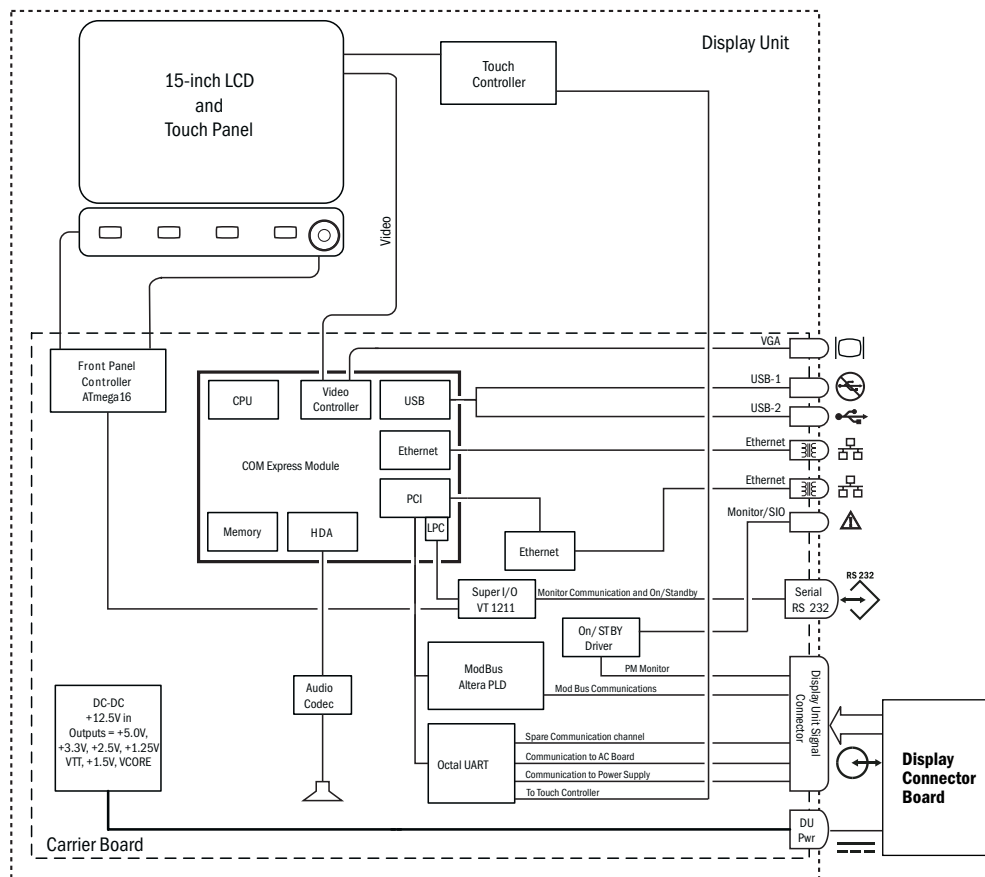 Display Unit
15-inch LCD
and
Touch Panel
Touch
Controller
Video
Front Panel
Controller
ATmega16
CPU
Video
Controller
USB
Ethernet
COM Express Module
PCI
LPC
Memory
HDA
Ethernet
VGA
USB-1
USB-2
Ethernet
Ethernet
Monitor/SIO
RS 232
Super I/O
VT 1211
Monitor Communication and On/Standby
Serial
RS 232
On/ STBY
Driver
PM Monitor
ModBus
Altera PLD
Mod Bus Communications
Audio
Codec
DC-DC
+12.5V in
Outputs = +5.0V,
+3.3V, +2.5V, +1.25V
VTT, +1.5V, VCORE
Octal UART
Spare Communication channel
Communication to AC Board
Communication to Power Supply
To Touch Controller
Display Unit Signal
Connector
Display
Connector
Board
DU
Pwr
Carrier Board